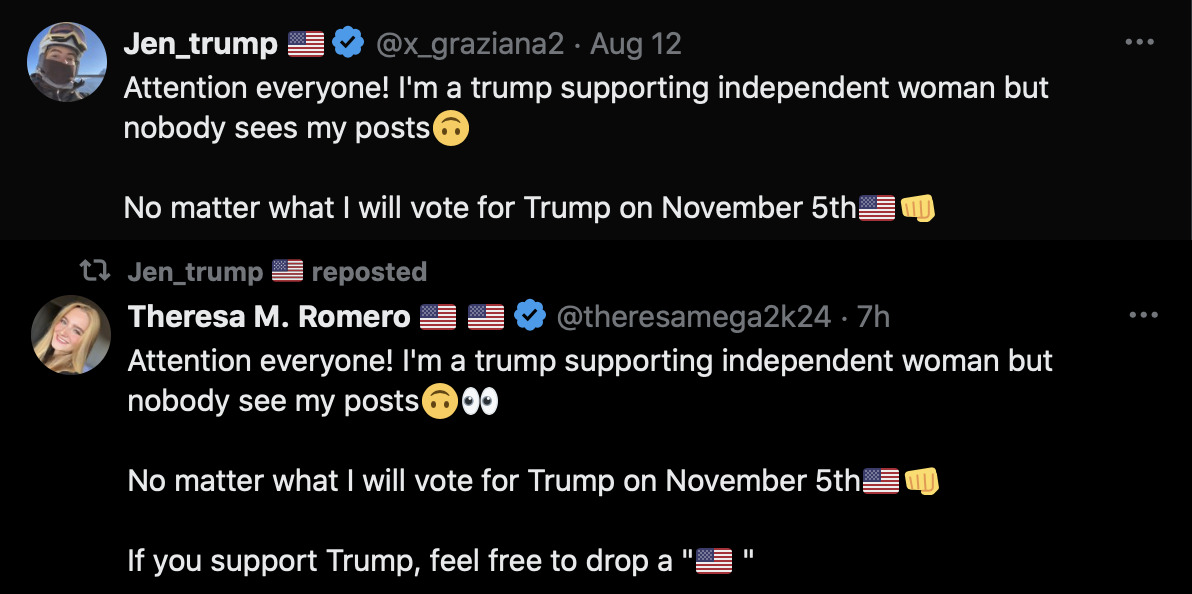 Jen_trump 🇺🇸 @x_graziana2 · Aug 12
Attention everyone! I'm a trump supporting independent woman but
nobody sees my posts🙃
No matter what I will vote for Trump on November 5th🇺🇸👊
Jen_trump 🇺🇸 reposted
Theresa M. Romero 🇺🇸 🇺🇸 @theresamega2k24 · 7h
Attention everyone! I'm a trump supporting independent woman but
nobody see my posts🙃👀
No matter what I will vote for Trump on November 5th🇺🇸👊
If you support Trump, feel free to drop a "🇺🇸 "